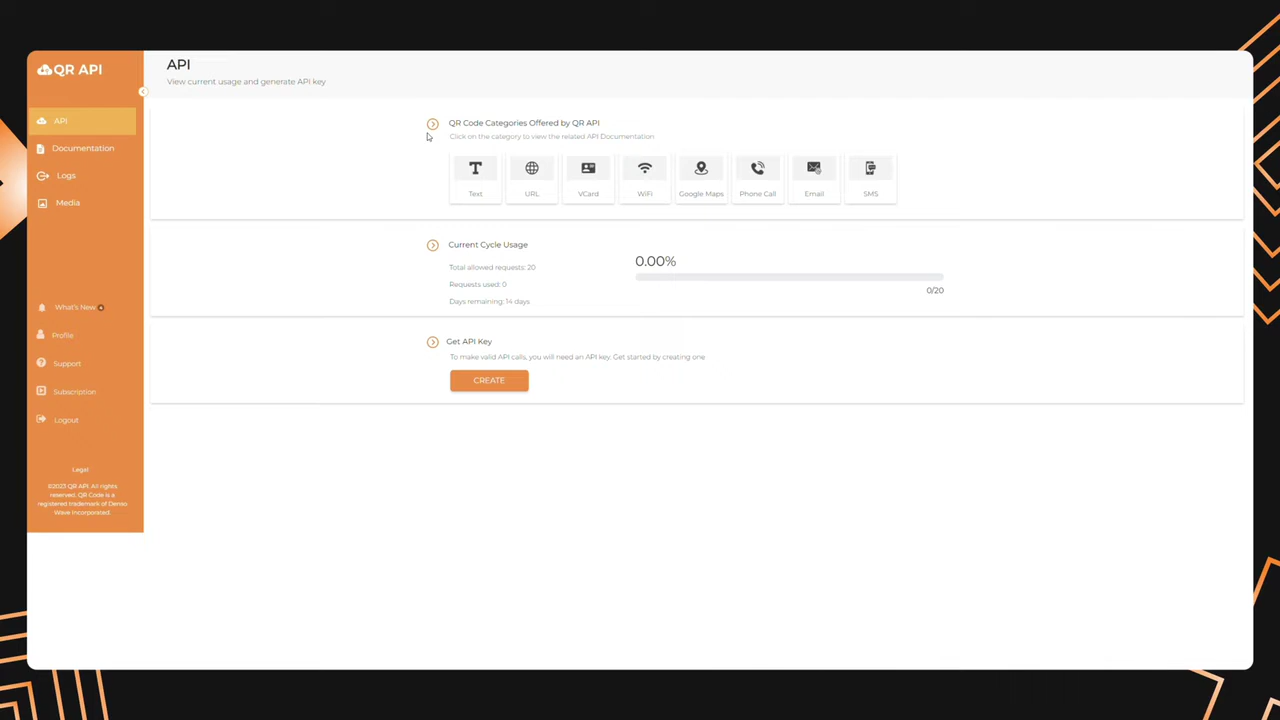 QR API
API
Documentation
Logs
Media
What's New
Profile
Support
Subscription
Logout
Legal
©2023 QR API. All rights
reserved. QR Code is a
registered trademark of Denso
Wave Incorporated.
API
View current usage and generate API key
QR Code Categories Offered by QR API
Click on the category to view the related API Documentation
Text
URL
VCard
WiFi
Google Maps
Phone Call
Email
SMS
Current Cycle Usage
Total allowed requests: 20
Requests used: 0
Days remaining: 14 days
0.00%
0/20
Get API Key
To make valid API calls, you will need an API key. Get started by creating one
CREATE